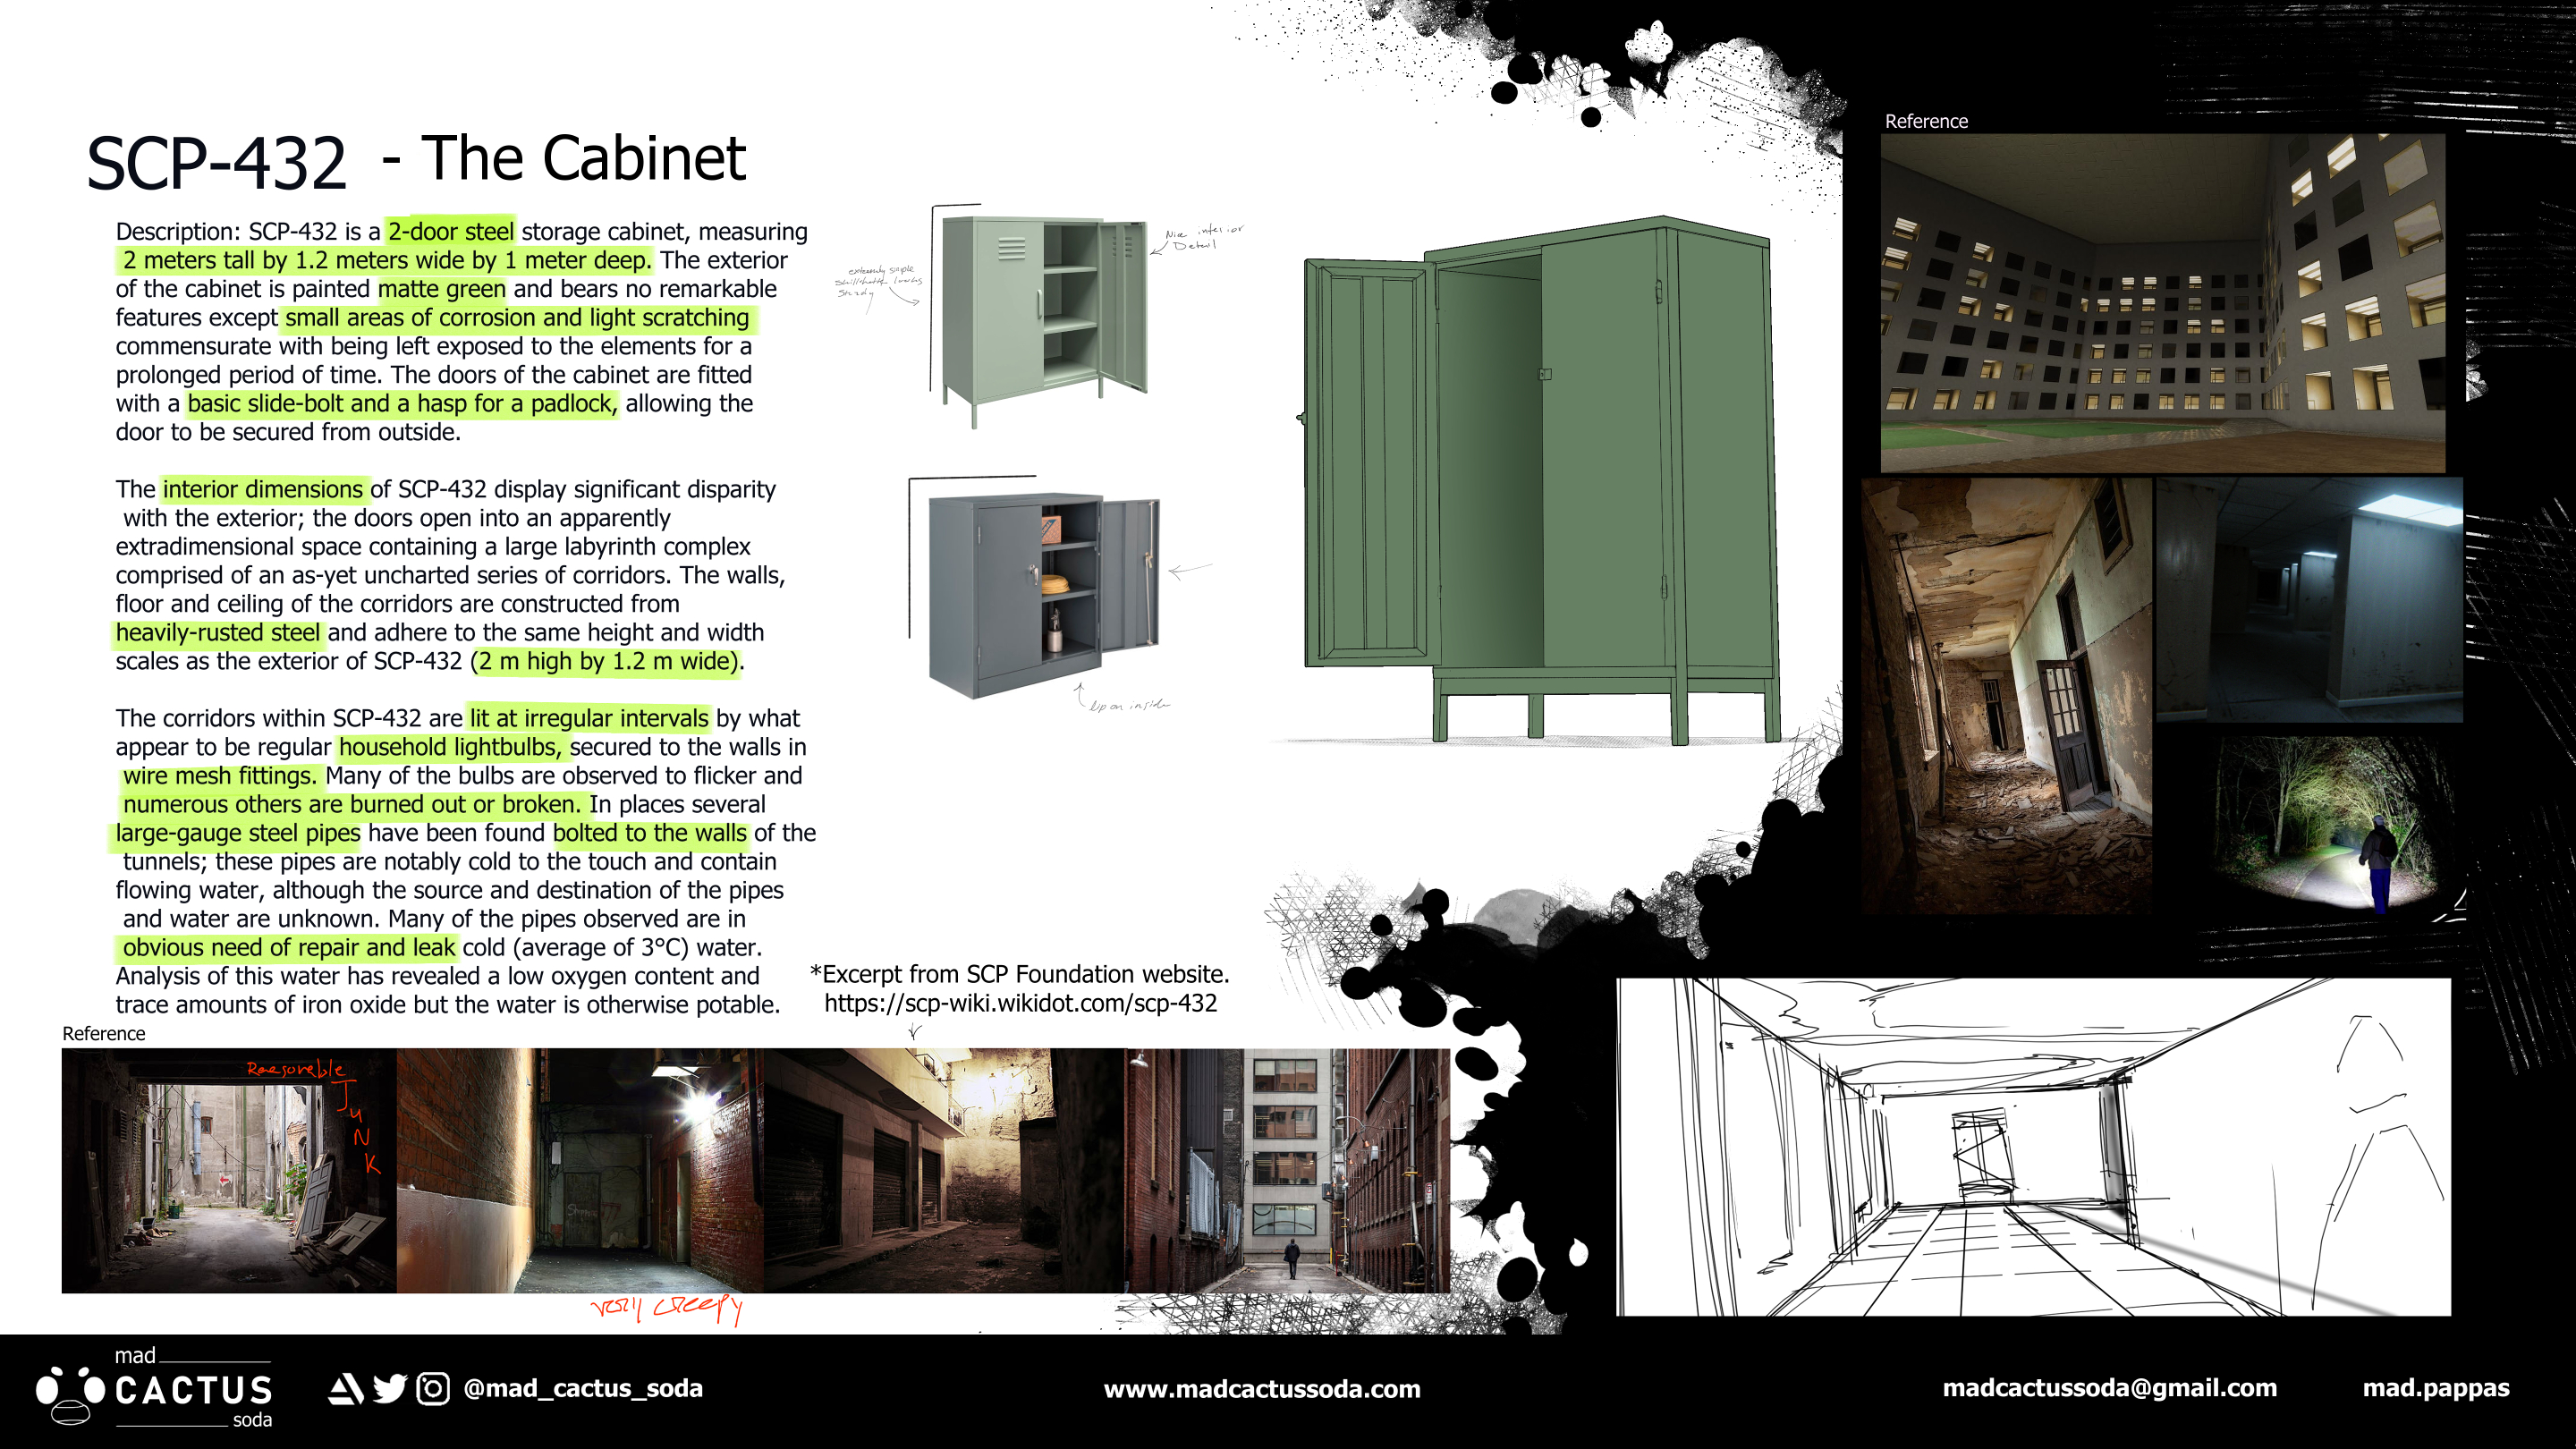 SCP-432 - The Cabinet
Description: SCP-432 is a 2-door steel storage cabinet, measuring
2 meters tall by 1.2 meters wide by 1 meter deep. The exterior
of the cabinet is painted matte green and bears no remarkable
features except small areas of corrosion and light scratching
commensurate with being left exposed to the elements for a
prolonged period of time. The doors of the cabinet are fitted
with a basic slide-bolt and a hasp for a padlock, allowing the
door to be secured from outside.
The interior dimensions of SCP-432 display significant disparity
with the exterior; the doors open into an apparently
extradimensional space containing a large labyrinth complex
comprised of an as-yet uncharted series of corridors. The walls,
floor and ceiling of the corridors are constructed from
heavily-rusted steel and adhere to the same height and width
scales as the exterior of SCP-432 (2 m high by 1.2 m wide).
The corridors within SCP-432 are lit at irregular intervals by what
appear to be regular household lightbulbs, secured to the walls in
wire mesh fittings. Many of the bulbs are observed to flicker and
numerous others are burned out or broken. In places several
large-gauge steel pipes have been found bolted to the walls of the
tunnels; these pipes are notably cold to the touch and contain
flowing water, although the source and destination of the pipes
and water are unknown. Many of the pipes observed are in
obvious need of repair and leak cold (average of 3°C) water.
Analysis of this water has revealed a low oxygen content and
trace amounts of iron oxide but the water is otherwise potable.
*Excerpt from SCP Foundation website.
https://scp-wiki.wikidot.com/scp-432
extremely simple
Nice interior
Detail
Lip on inside
Reference
Reference
JUNK
very creepy
mad
CACTUS
soda
@mad_cactus_soda
www.madcactussoda.com
madcactussoda@gmail.com
mad.pappas